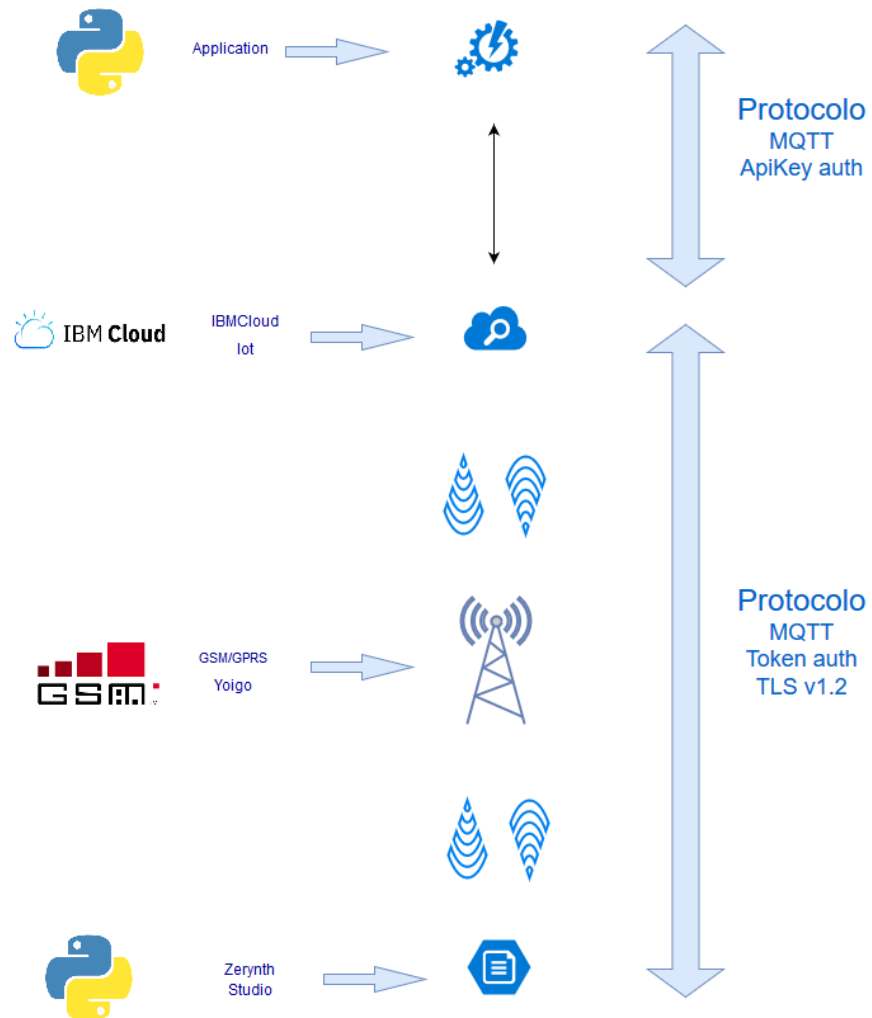 Application
Protocolo
MQTT
ApiKey auth
IBM Cloud
IBMCloud
Iot
GSM/GPRS
Yoigo
GSM
Protocolo
MQTT
Token auth
TLS v1.2
Zerynth
Studio